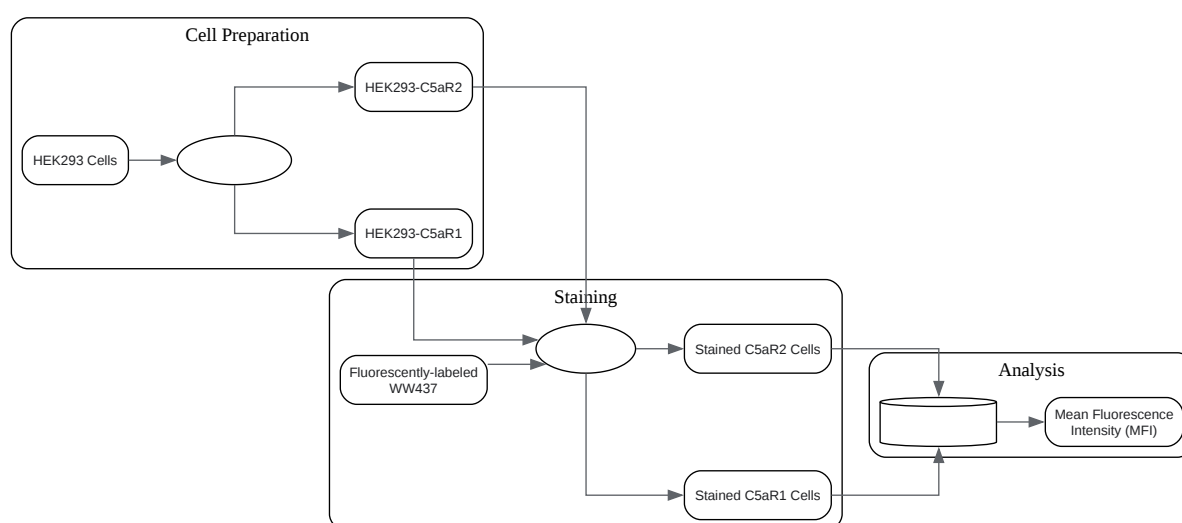 Cell Preparation
HEK293-C5aR2
HEK293 Cells
HEK293-C5aR1
Staining
Stained C5aR2 Cells
Fluorescently-labeled
WW437
Analysis
Mean Fluorescence
Intensity (MFI)
Stained C5aR1 Cells